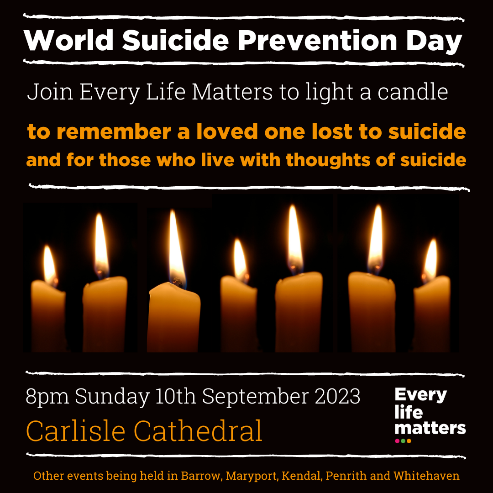 World Suicide Prevention Day
Join Every Life Matters to light a candle
to remember a loved one lost to suicide
and for those who live with thoughts of suicide
8pm Sunday 10th September 2023
Carlisle Cathedral
Every
life
matters
Other events being held in Barrow, Maryport, Kendal, Penrith and Whitehaven